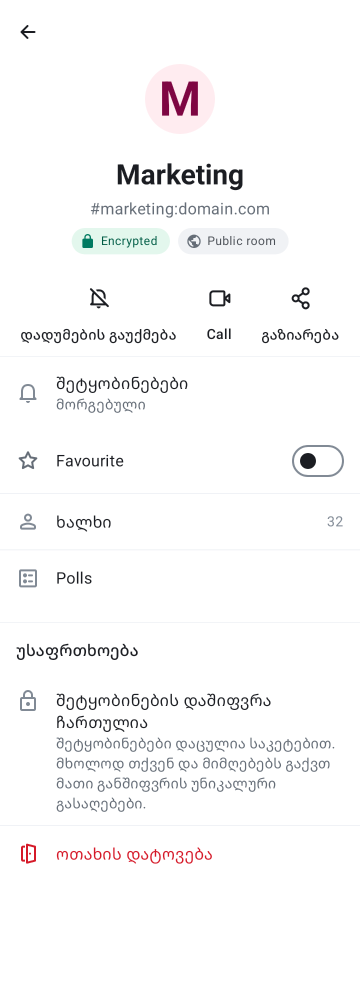 M
Marketing
#marketing:domain.com
Encrypted
Public room
დადუმების გაუქმება
Call
გაზიარება
შეტყობინებები
მორგებული
Favourite
ხალხი
32
Polls
უსაფრთხოება
შეტყობინების დაშიფვრა
ჩართულია
შეტყობინებები დაცულია საკეტებით.
მხოლოდ თქვენ და მიმღებებს გაქვთ
მათი განშიფვრის უნიკალური
გასაღებები.
ოთახის დატოვება